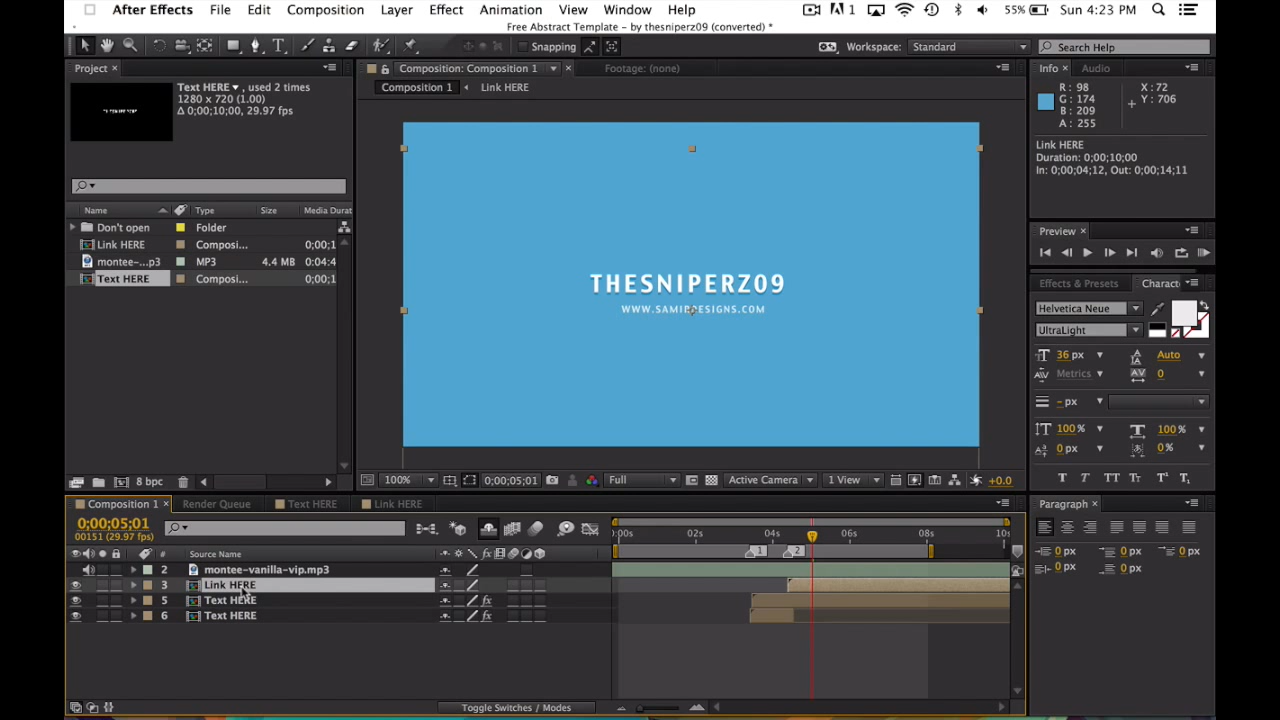 After Effects File Edit Composition Layer Effect Animation View Window Help 1 55% Sun 4:23 PM
Free Abstract Template - by thesniperz09 (converted) *
Snapping Workspace: Standard Search Help
Project Composition: Composition 1 Footage: (none) Info Audio
Text HERE , used 2 times
1280 x 720 (1.00)
Δ 0;00;10;00, 29.97 fps
Composition 1 Link HERE
R : 98
G : 174
B : 209
A : 255
X : 72
Y : 706
Link HERE
Duration: 0;00;10;00
In: 0;00;04;12, Out: 0;00;14;11
Name Type Size Media Durat
Don't open Folder
Link HERE Composi... 0;00;1
montee-...p3 MP3 4.4 MB 0:04:4
Text HERE Composi... 0;00;1
THESNIPERZ09
Preview
Effects & Presets Charact
Helvetica Neue
UltraLight
36 px Auto
Metrics 0
- px
100% 100%
0 px 0%
T T TT Tr T¹ T₁
8 bpc 100% 0;00;05;01 Full Active Camera 1 View +0.0
Composition 1 Render Queue Text HERE Link HERE Paragraph
0;00;05;01
00151 (29.97 fps)
:00s 02s 04s 06s 08s 10s
1 2
# Source Name fx
2 montee-vanilla-vip.mp3
3 Link HERE
5 Text HERE fx
6 Text HERE fx
0 px 0 px 0 px
0 px 0 px
Toggle Switches / Modes